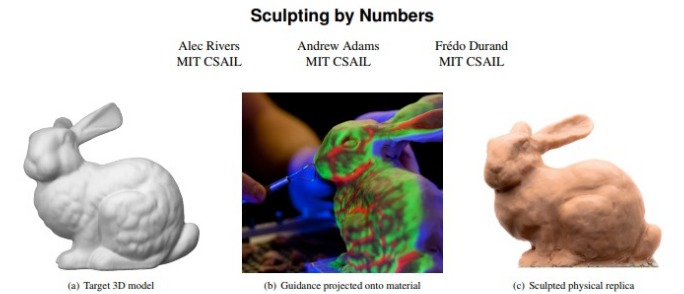 Sculpting by Numbers
Alec Rivers Andrew Adams Frédo Durand
MIT CSAIL MIT CSAIL MIT CSAIL
(a) Target 3D model (b) Guidance projected onto material (c) Sculpted physical replica